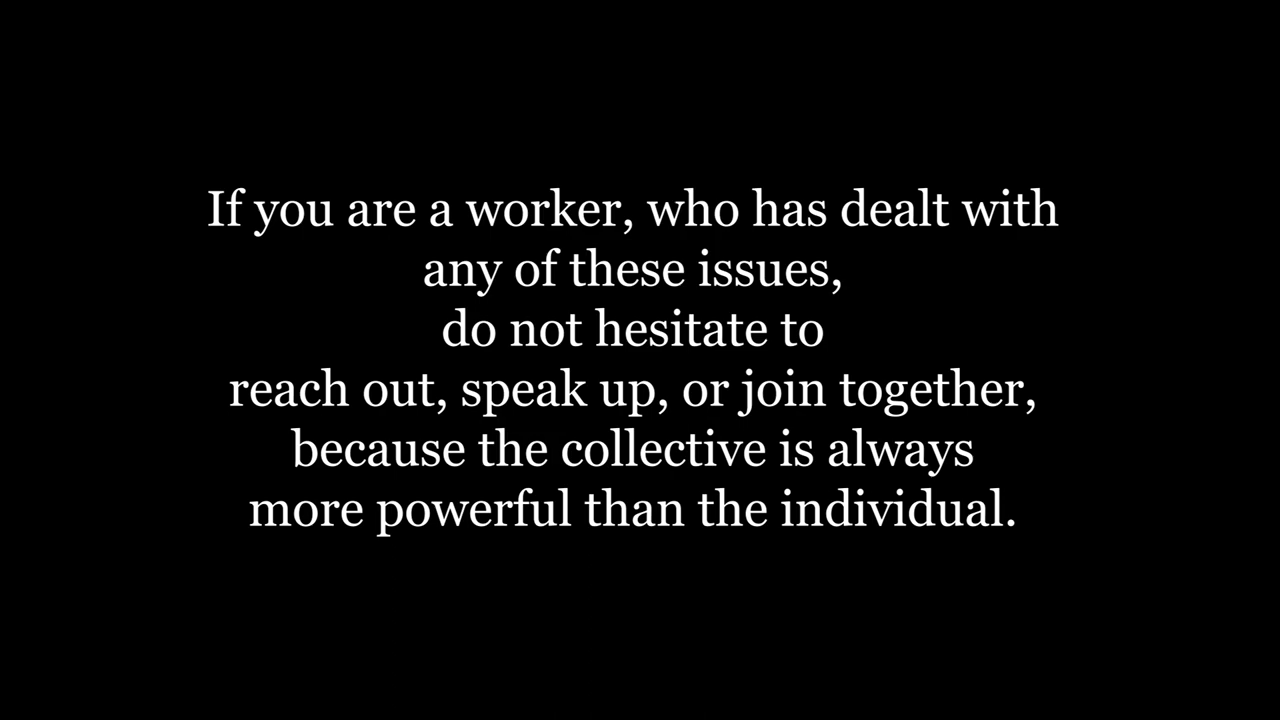 If you are a worker, who has dealt with
any of these issues,
do not hesitate to
reach out, speak up, or join together,
because the collective is always
more powerful than the individual.